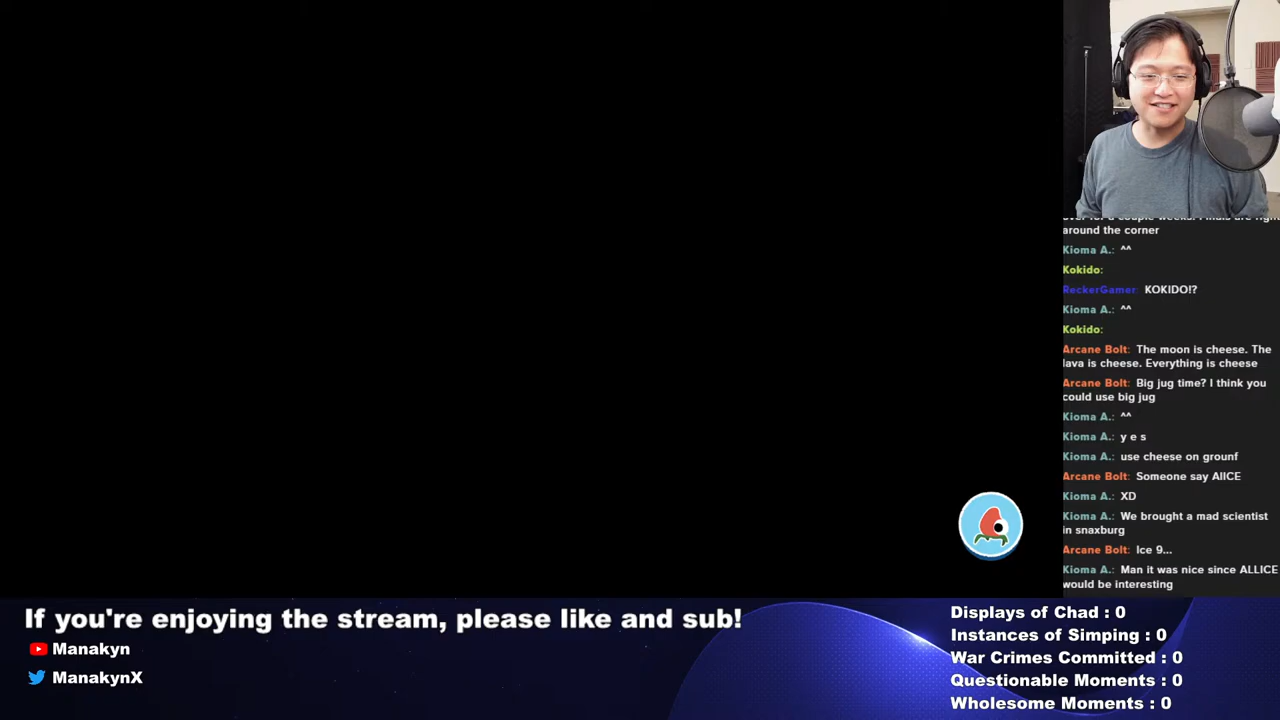 around the corner
Kioma A.: ^^
Kokido:
ReckerGamer: KOKIDO!?
Kioma A.: ^^
Kokido:
Arcane Bolt: The moon is cheese. The
lava is cheese. Everything is cheese
Arcane Bolt: Big jug time? I think you
could use big jug
Kioma A.: ^^
Kioma A.: y e s
Kioma A.: use cheese on grounf
Arcane Bolt: Someone say AlICE
Kioma A.: XD
Kioma A.: We brought a mad scientist
in snaxburg
Arcane Bolt: Ice 9...
Kioma A.: Man it was nice since ALLICE
would be interesting
If you're enjoying the stream, please like and sub!
Manakyn
ManakynX
Displays of Chad : 0
Instances of Simping : 0
War Crimes Committed : 0
Questionable Moments : 0
Wholesome Moments : 0